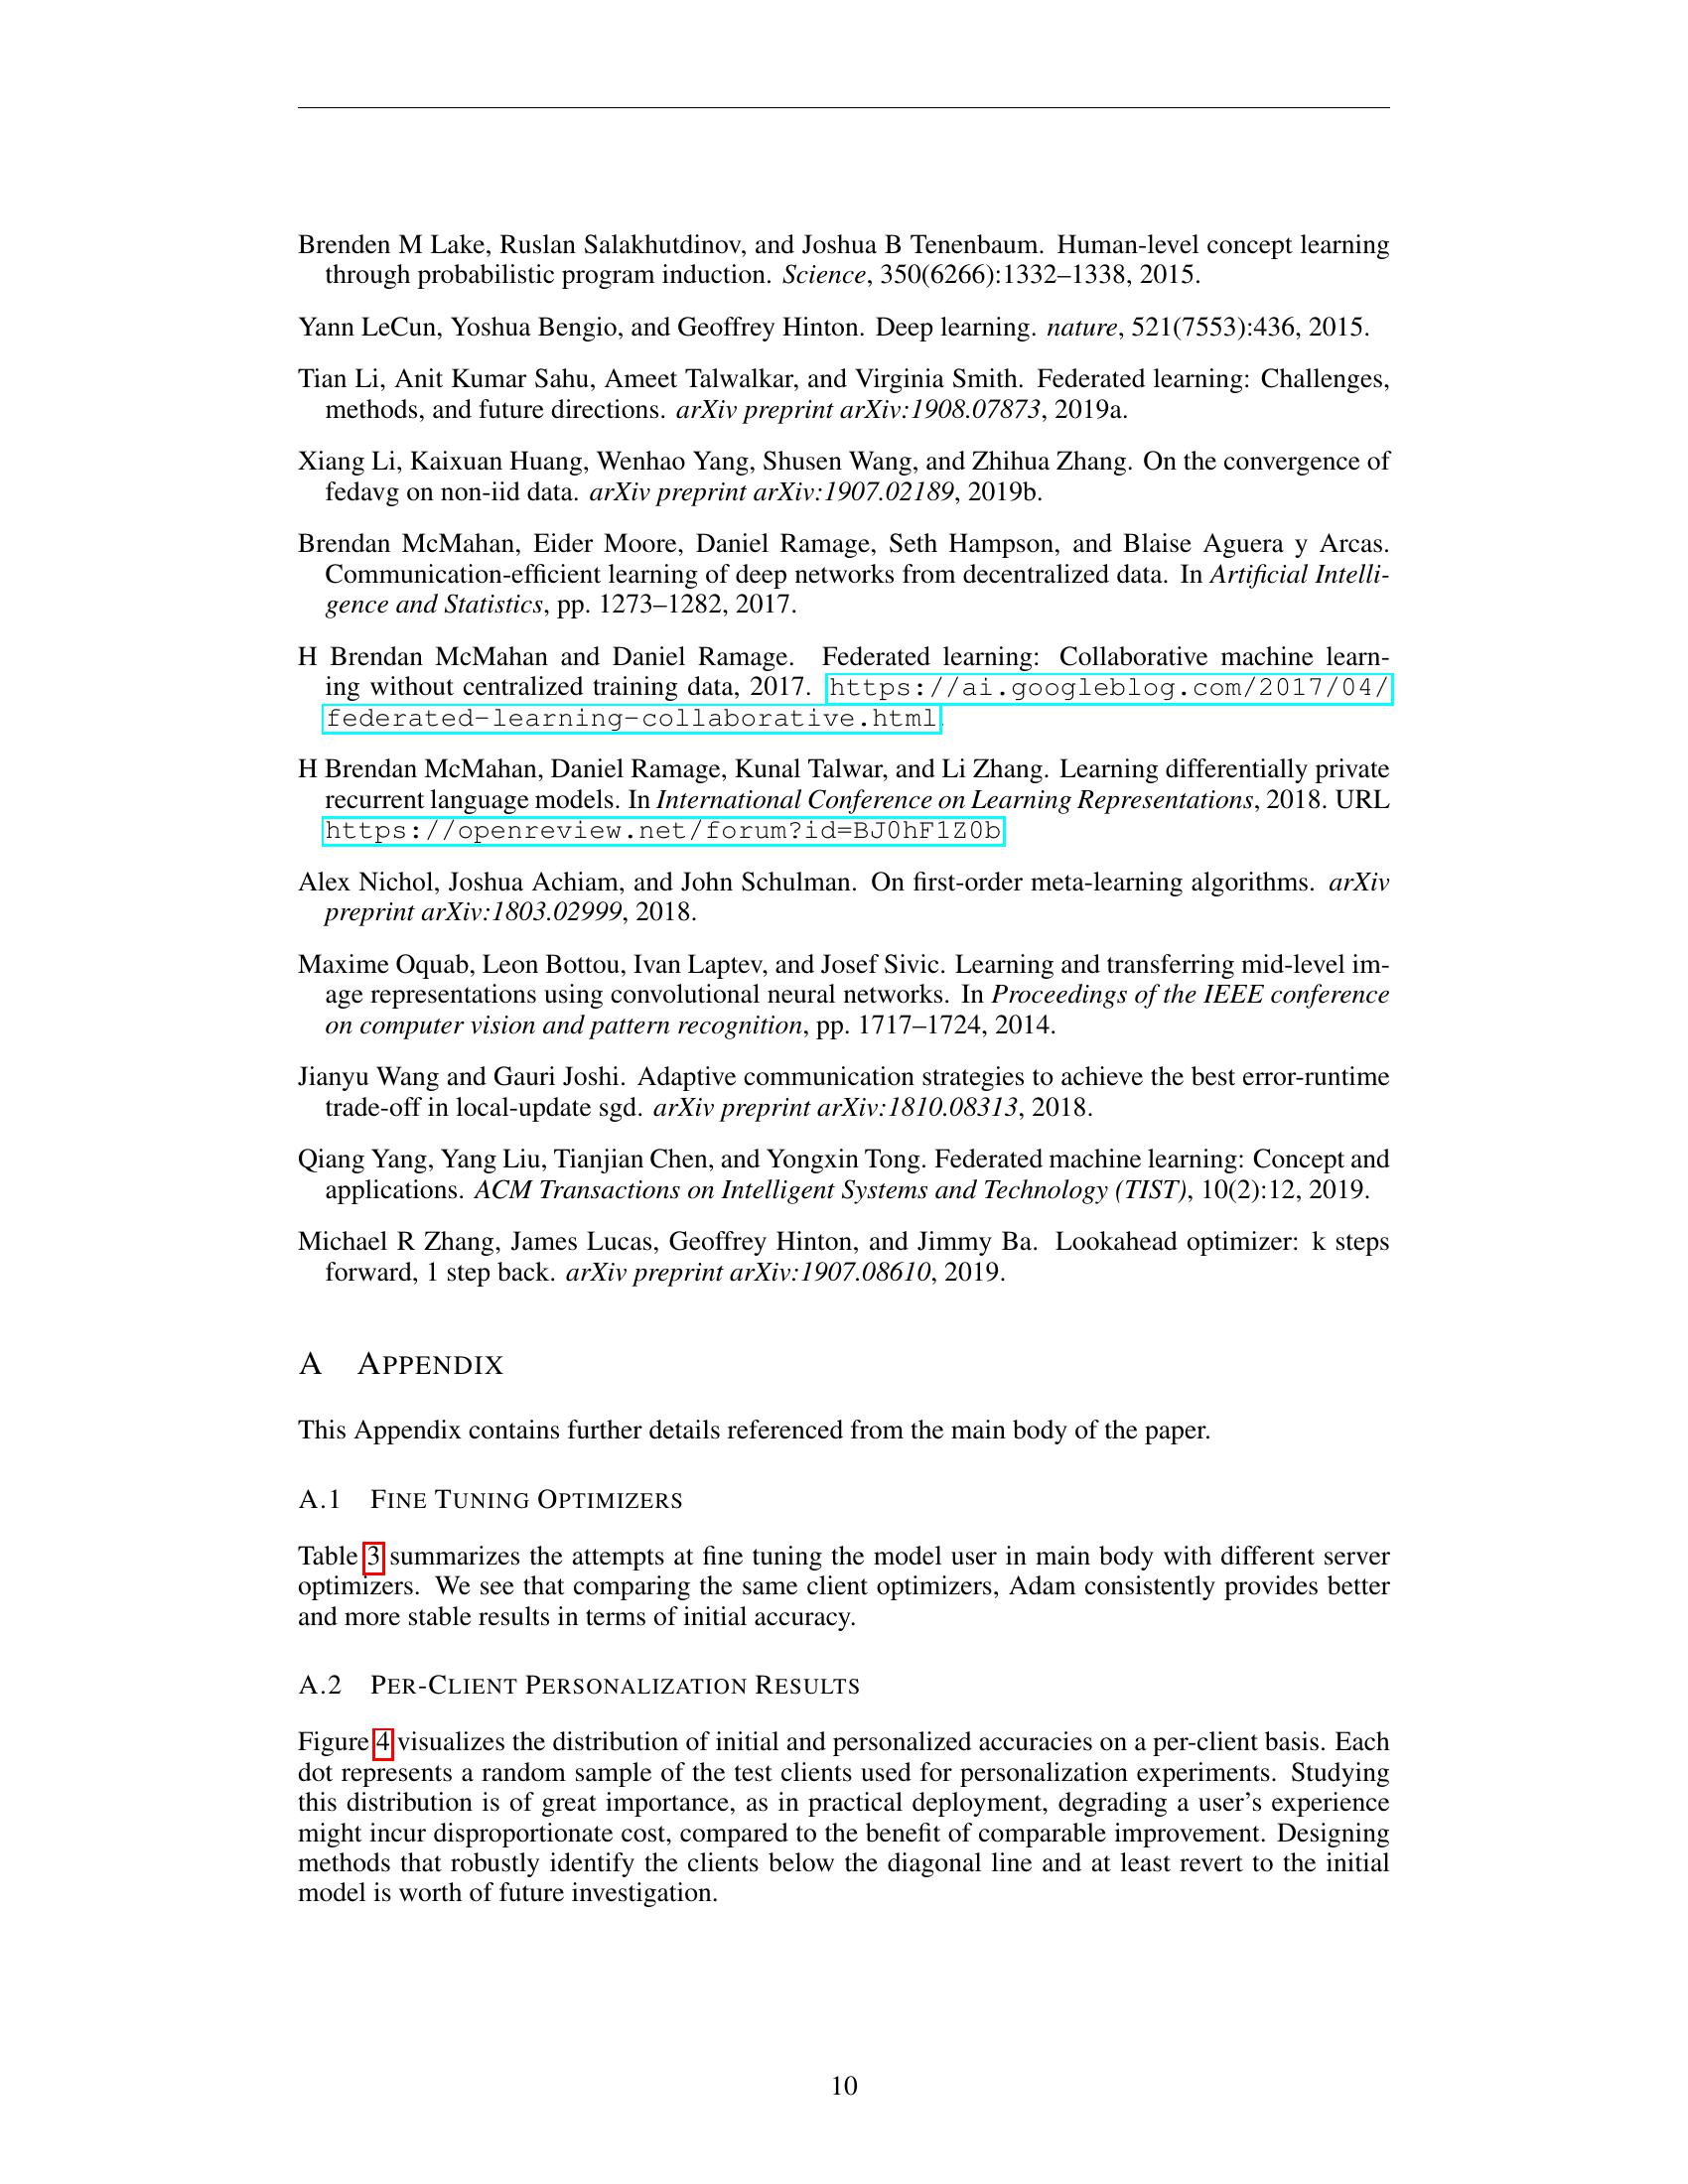 Brenden M Lake, Ruslan Salakhutdinov, and Joshua B Tenenbaum. Human-level concept learning
through probabilistic program induction. Science, 350(6266):1332–1338, 2015.
Yann LeCun, Yoshua Bengio, and Geoffrey Hinton. Deep learning. nature, 521(7553):436, 2015.
Tian Li, Anit Kumar Sahu, Ameet Talwalkar, and Virginia Smith. Federated learning: Challenges,
methods, and future directions. arXiv preprint arXiv:1908.07873, 2019a.
Xiang Li, Kaixuan Huang, Wenhao Yang, Shusen Wang, and Zhihua Zhang. On the convergence of
fedavg on non-iid data. arXiv preprint arXiv:1907.02189, 2019b.
Brendan McMahan, Eider Moore, Daniel Ramage, Seth Hampson, and Blaise Aguera y Arcas.
Communication-efficient learning of deep networks from decentralized data. In Artificial Intelli-
gence and Statistics, pp. 1273–1282, 2017.
H Brendan McMahan and Daniel Ramage. Federated learning: Collaborative machine learn-
ing without centralized training data, 2017. https://ai.googleblog.com/2017/04/
federated-learning-collaborative.html.
H Brendan McMahan, Daniel Ramage, Kunal Talwar, and Li Zhang. Learning differentially private
recurrent language models. In International Conference on Learning Representations, 2018. URL
https://openreview.net/forum?id=BJ0hF1Z0b.
Alex Nichol, Joshua Achiam, and John Schulman. On first-order meta-learning algorithms. arXiv
preprint arXiv:1803.02999, 2018.
Maxime Oquab, Leon Bottou, Ivan Laptev, and Josef Sivic. Learning and transferring mid-level im-
age representations using convolutional neural networks. In Proceedings of the IEEE conference
on computer vision and pattern recognition, pp. 1717–1724, 2014.
Jianyu Wang and Gauri Joshi. Adaptive communication strategies to achieve the best error-runtime
trade-off in local-update sgd. arXiv preprint arXiv:1810.08313, 2018.
Qiang Yang, Yang Liu, Tianjian Chen, and Yongxin Tong. Federated machine learning: Concept and
applications. ACM Transactions on Intelligent Systems and Technology (TIST), 10(2):12, 2019.
Michael R Zhang, James Lucas, Geoffrey Hinton, and Jimmy Ba. Lookahead optimizer: k steps
forward, 1 step back. arXiv preprint arXiv:1907.08610, 2019.
A APPENDIX
This Appendix contains further details referenced from the main body of the paper.
A.1 FINE TUNING OPTIMIZERS
Table 3 summarizes the attempts at fine tuning the model user in main body with different server
optimizers. We see that comparing the same client optimizers, Adam consistently provides better
and more stable results in terms of initial accuracy.
A.2 PER-CLIENT PERSONALIZATION RESULTS
Figure 4 visualizes the distribution of initial and personalized accuracies on a per-client basis. Each
dot represents a random sample of the test clients used for personalization experiments. Studying
this distribution is of great importance, as in practical deployment, degrading a user's experience
might incur disproportionate cost, compared to the benefit of comparable improvement. Designing
methods that robustly identify the clients below the diagonal line and at least revert to the initial
model is worth of future investigation.
10